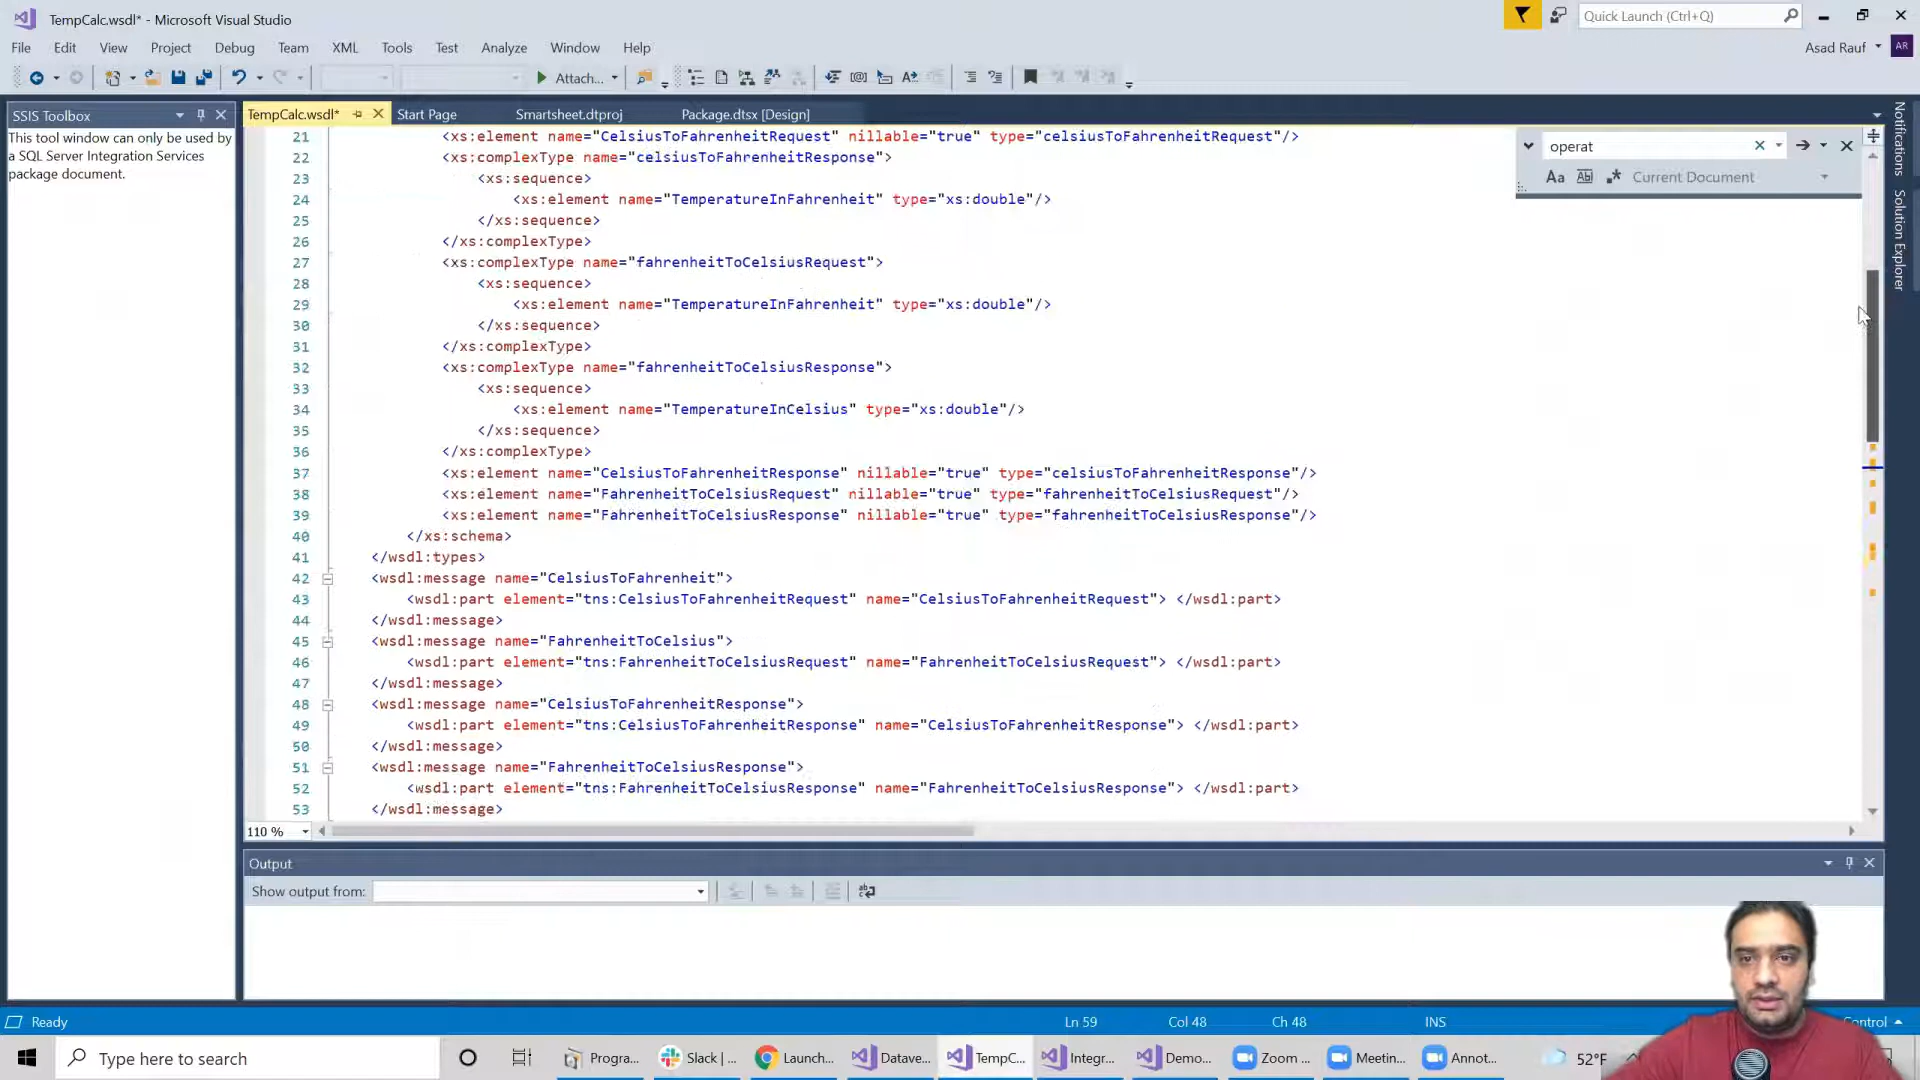 TempCalc.wsdl* - Microsoft Visual Studio
Quick Launch (Ctrl+Q)
File Edit View Project Debug Team XML Tools Test Analyze Window Help
Asad Rauf AR
Attach...
SSIS Toolbox
This tool window can only be used by
a SQL Server Integration Services
package document.
TempCalc.wsdl* Start Page Smartsheet.dtproj Package.dtsx [Design]
operat
Aa Current Document
Notifications
Solution Explorer
21 <xs:element name="CelsiusToFahrenheitRequest" nillable="true" type="celsiusToFahrenheitRequest"/>
22 <xs:complexType name="celsiusToFahrenheitResponse">
23 <xs:sequence>
24 <xs:element name="TemperatureInFahrenheit" type="xs:double"/>
25 </xs:sequence>
26 </xs:complexType>
27 <xs:complexType name="fahrenheitToCelsiusRequest">
28 <xs:sequence>
29 <xs:element name="TemperatureInFahrenheit" type="xs:double"/>
30 </xs:sequence>
31 </xs:complexType>
32 <xs:complexType name="fahrenheitToCelsiusResponse">
33 <xs:sequence>
34 <xs:element name="TemperatureInCelsius" type="xs:double"/>
35 </xs:sequence>
36 </xs:complexType>
37 <xs:element name="CelsiusToFahrenheitResponse" nillable="true" type="celsiusToFahrenheitResponse"/>
38 <xs:element name="FahrenheitToCelsiusRequest" nillable="true" type="fahrenheitToCelsiusRequest"/>
39 <xs:element name="FahrenheitToCelsiusResponse" nillable="true" type="fahrenheitToCelsiusResponse"/>
40 </xs:schema>
41 </wsdl:types>
42 <wsdl:message name="CelsiusToFahrenheit">
43 <wsdl:part element="tns:CelsiusToFahrenheitRequest" name="CelsiusToFahrenheitRequest"> </wsdl:part>
44 </wsdl:message>
45 <wsdl:message name="FahrenheitToCelsius">
46 <wsdl:part element="tns:FahrenheitToCelsiusRequest" name="FahrenheitToCelsiusRequest"> </wsdl:part>
47 </wsdl:message>
48 <wsdl:message name="CelsiusToFahrenheitResponse">
49 <wsdl:part element="tns:CelsiusToFahrenheitResponse" name="CelsiusToFahrenheitResponse"> </wsdl:part>
50 </wsdl:message>
51 <wsdl:message name="FahrenheitToCelsiusResponse">
52 <wsdl:part element="tns:FahrenheitToCelsiusResponse" name="FahrenheitToCelsiusResponse"> </wsdl:part>
53 </wsdl:message>
110 %
Output
Show output from:
Ready Ln 59 Col 48 Ch 48 INS
Type here to search Progra... Slack | ... Launch... Datave... TempC... Integr... Demo... Zoom ... Meetin... Annot... 52°F